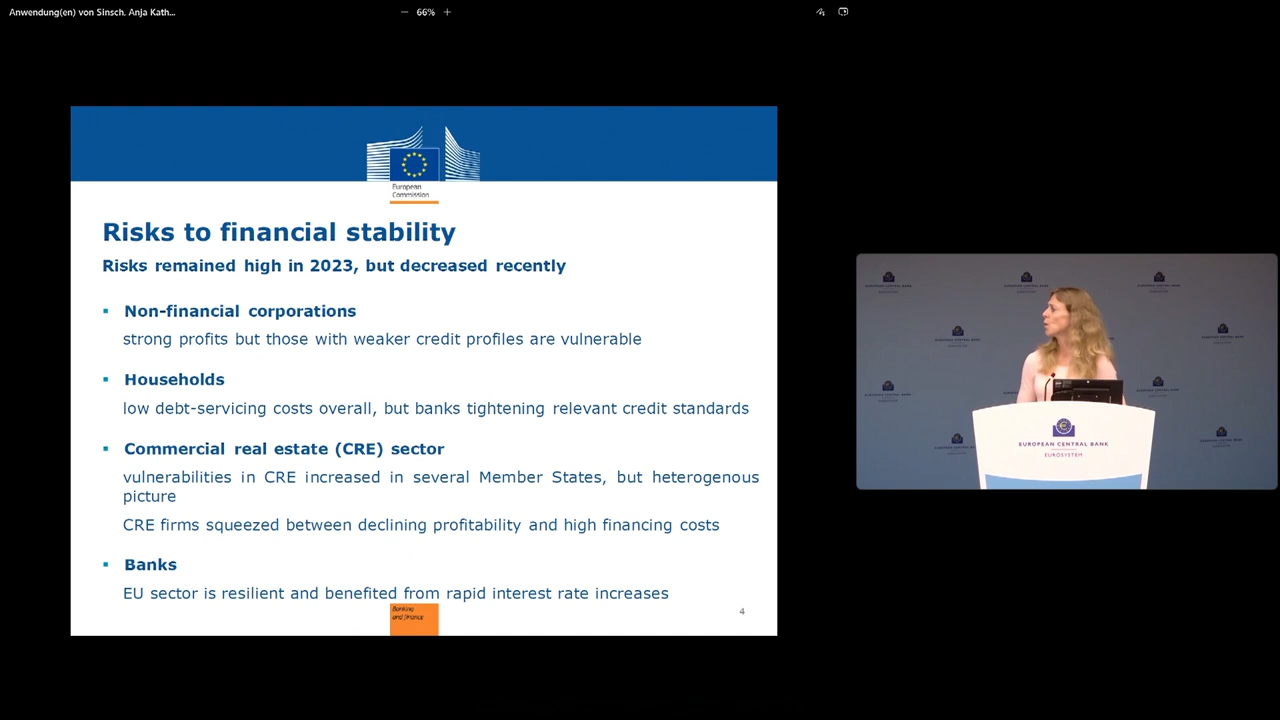 Anwendung(en) von Sinsch, Anja Kath...
66%
European
Commission
Risks to financial stability
Risks remained high in 2023, but decreased recently
Non-financial corporations
strong profits but those with weaker credit profiles are vulnerable
Households
low debt-servicing costs overall, but banks tightening relevant credit standards
Commercial real estate (CRE) sector
vulnerabilities in CRE increased in several Member States, but heterogenous
picture
CRE firms squeezed between declining profitability and high financing costs
Banks
EU sector is resilient and benefited from rapid interest rate increases
Banking
and finance
4
EUROPEAN CENTRAL BANK
EUROSYSTEM